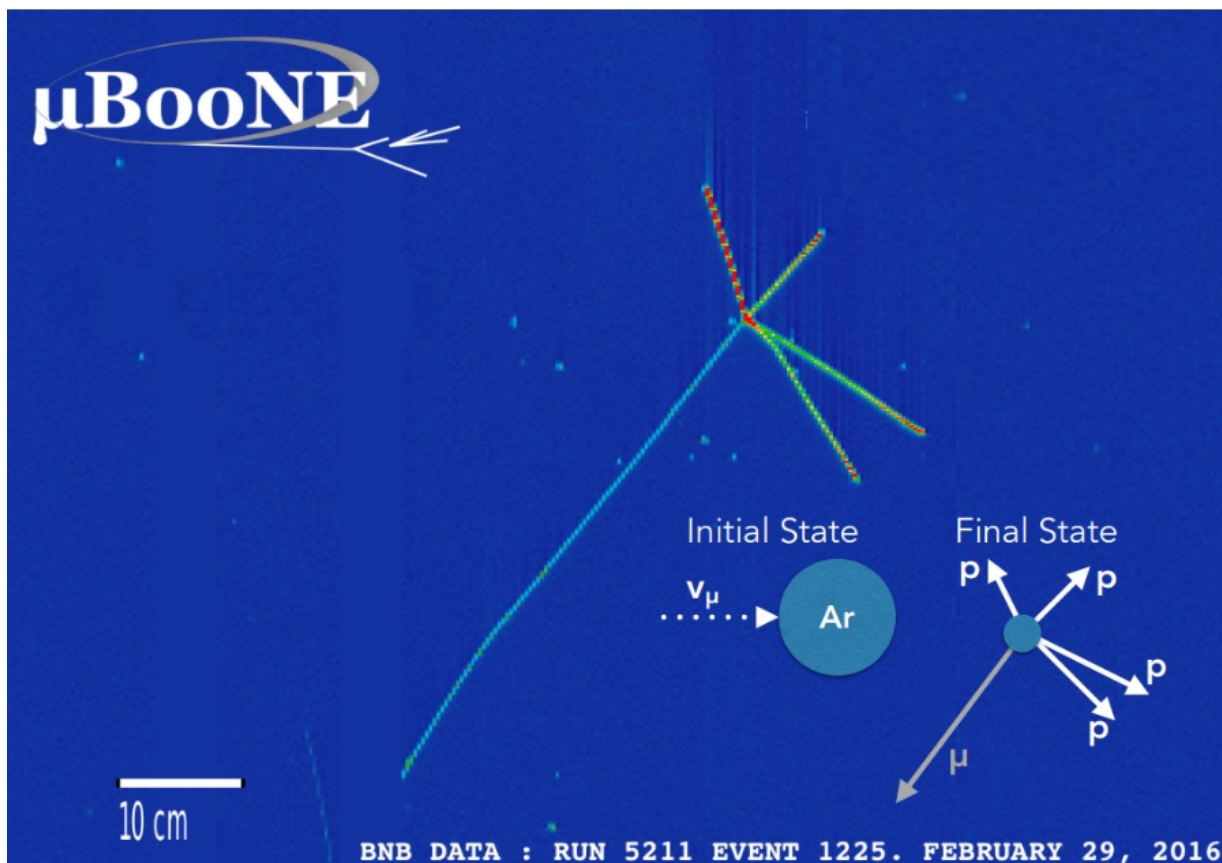 µBooNE
Initial State
Final State
νμ
Ar
p
p
p
p
μ
10 cm
BNB DATA : RUN 5211 EVENT 1225. FEBRUARY 29, 2016